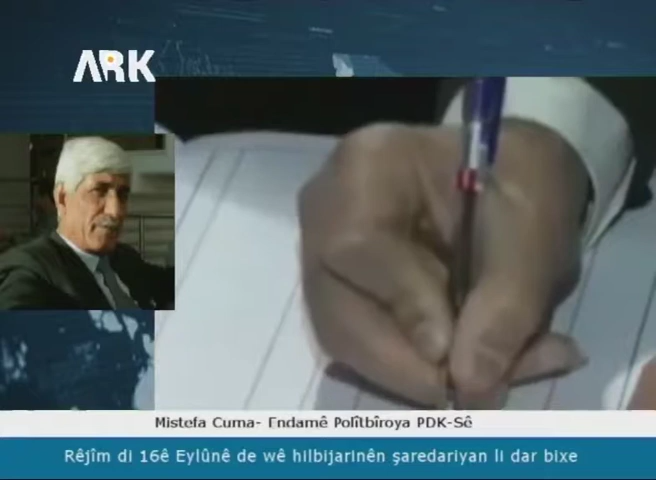 ARK
Mistefa Cuma- Endamê Polîtbîroya PDK-Sê
Rêjîm di 16ê Eylûnê de wê hilbijarinên şaredariyan li dar bixe